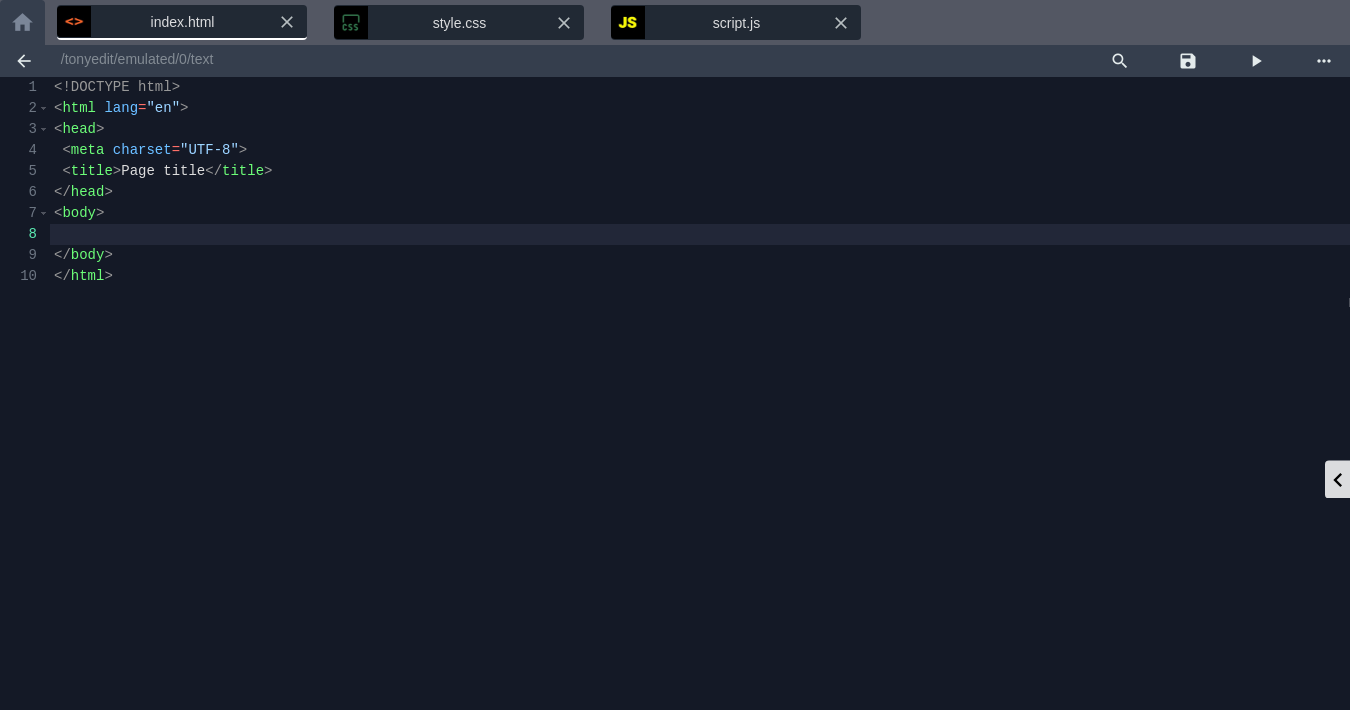 <> index.html
CSS style.css
JS script.js
/tonyedit/emulated/0/text
1 <!DOCTYPE html>
2 <html lang="en">
3 <head>
4  <meta charset="UTF-8">
5  <title>Page title</title>
6 </head>
7 <body>
8
9 </body>
10 </html>